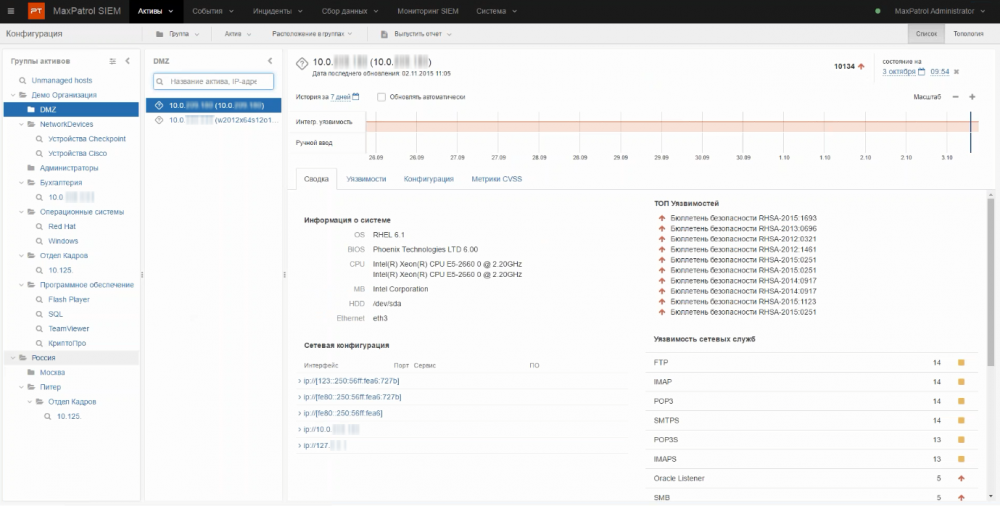 PT MaxPatrol SIEM Активы События Инциденты Сбор данных Мониторинг SIEM Система MaxPatrol Administrator
Конфигурация Группа Актив Расположение в группах Выпустить отчет Список Топология
Группы активов
Unmanaged hosts
Демо Организация
DMZ
NetworkDevices
Устройства Checkpoint
Устройства Cisco
Администраторы
Бухгалтерия
10.0
Операционные системы
Red Hat
Windows
Отдел Кадров
10.125.
Программное обеспечение
Flash Player
SQL
TeamViewer
КриптоПро
Россия
Москва
Питер
Отдел Кадров
10.125.
DMZ
Название актива, IP-адре
10.0. (10.0. )
10.0. (w2012x64s12o1...
10.0. (10.0. )
Дата последнего обновления 02.11.2015 11:05
10134
состояние на
3 октября 09:54
История за 7 дней Обновлять автоматически Масштаб
Интегр. уязвимость
Ручной ввод
26.09 26.09 27.09 27.09 28.09 28.09 29.09 29.09 29.09 30.09 1.10 1.10 2.10 2.10 3.10
Сводка Уязвимости Конфигурация Метрики CVSS
Информация о системе
OS RHEL 6.1
BIOS Phoenix Technologies LTD 6.00
CPU Intel(R) Xeon(R) CPU E5-2660 0 @ 2.20GHz
Intel(R) Xeon(R) CPU E5-2660 0 @ 2.20GHz
MB Intel Corporation
HDD /dev/sda
Ethernet eth3
Сетевая конфигурация
Интерфейс Порт Сервис ПО
ip://[123::250:56ff:fea6:727b]
ip://[fe80::250:56ff:fea6:727b]
ip://[fe80::250:56ff:fea6]
ip://10.0.
ip://127.
ТОП Уязвимостей
Бюллетень безопасности RHSA-2015:1693
Бюллетень безопасности RHSA-2013:0696
Бюллетень безопасности RHSA-2012:0321
Бюллетень безопасности RHSA-2012:1461
Бюллетень безопасности RHSA-2015:0251
Бюллетень безопасности RHSA-2015:0251
Бюллетень безопасности RHSA-2014:0917
Бюллетень безопасности RHSA-2014:0917
Бюллетень безопасности RHSA-2015:1123
Бюллетень безопасности RHSA-2015:0251
Уязвимость сетевых служб
FTP 14
IMAP 14
POP3 14
SMTPS 14
POP3S 13
IMAPS 13
Oracle Listener 5
SMB 5